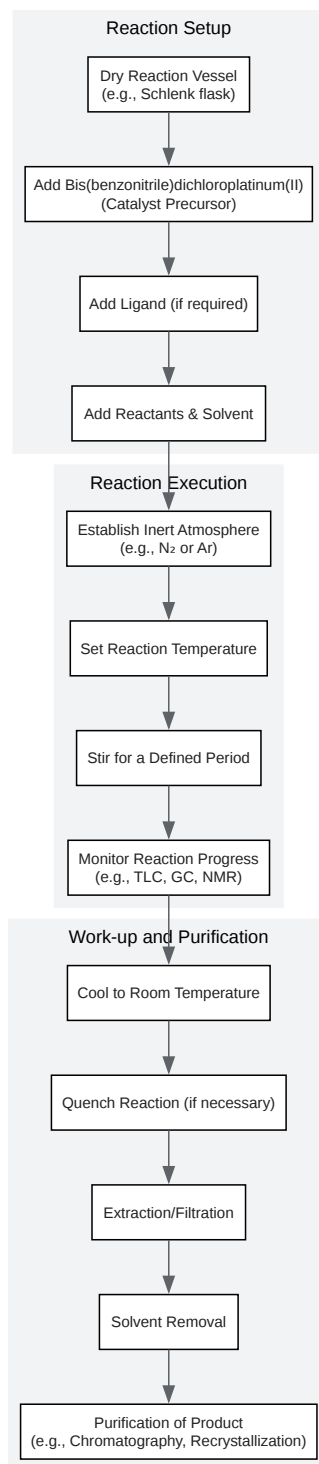 Reaction Setup
Dry Reaction Vessel
(e.g., Schlenk flask)
Add Bis(benzonitrile)dichloroplatinum(II)
(Catalyst Precursor)
Add Ligand (if required)
Add Reactants & Solvent
Reaction Execution
Establish Inert Atmosphere
(e.g., N₂ or Ar)
Set Reaction Temperature
Stir for a Defined Period
Monitor Reaction Progress
(e.g., TLC, GC, NMR)
Work-up and Purification
Cool to Room Temperature
Quench Reaction (if necessary)
Extraction/Filtration
Solvent Removal
Purification of Product
(e.g., Chromatography, Recrystallization)